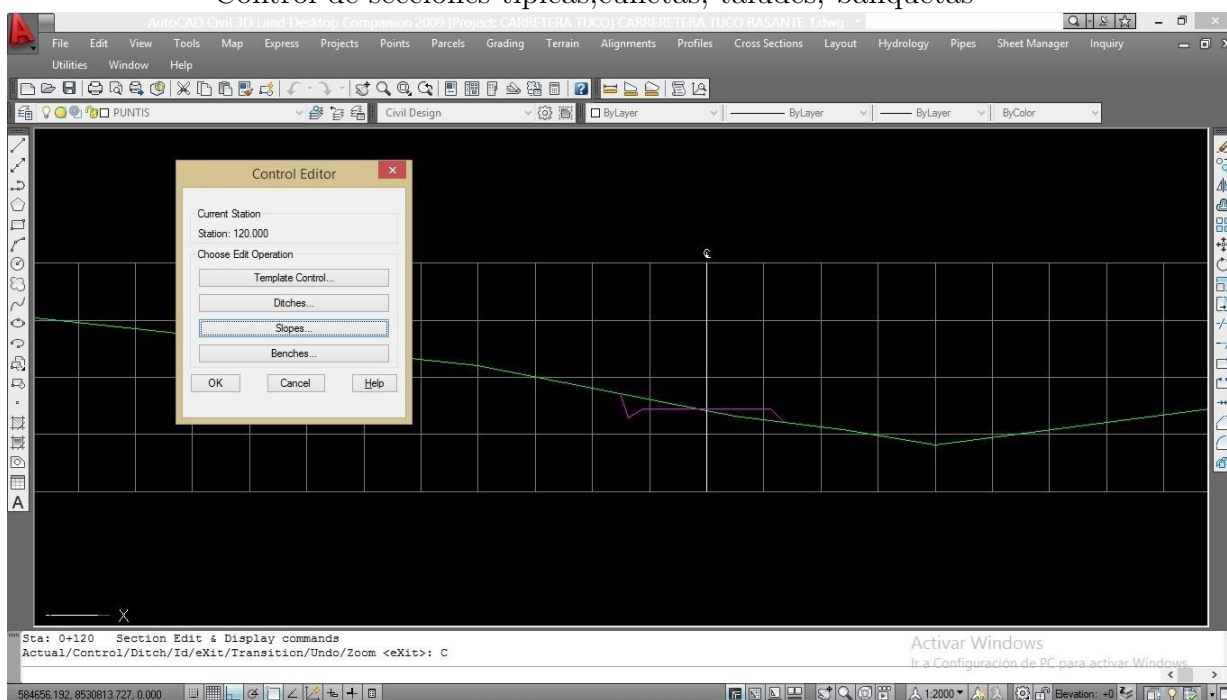 Control de secciones típicas,cunetas, taludes, banquetas
AutoCAD Civil 3D Land Desktop Companion 2009 [Project: CARRETERA TUCO] CARRERETERA TUCO RASANTE 1.dwg
File Edit View Tools Map Express Projects Points Parcels Grading Terrain Alignments Profiles Cross Sections Layout Hydrology Pipes Sheet Manager Inquiry
Utilities Window Help
PUNTIS Civil Design ByLayer ByLayer ByLayer ByColor
Control Editor
Current Station
Station: 120.000
Choose Edit Operation
Template Control...
Ditches...
Slopes...
Benches...
OK Cancel Help
X
Sta: 0+120 Section Edit & Display commands
Actual/Control/Ditch/Id/eXit/Transition/Undo/Zoom <eXit>: C
Activar Windows
Ir a Configuración de PC para activar Windows.
584656.192, 8530813.727, 0.000 1:2000 Elevation: +0